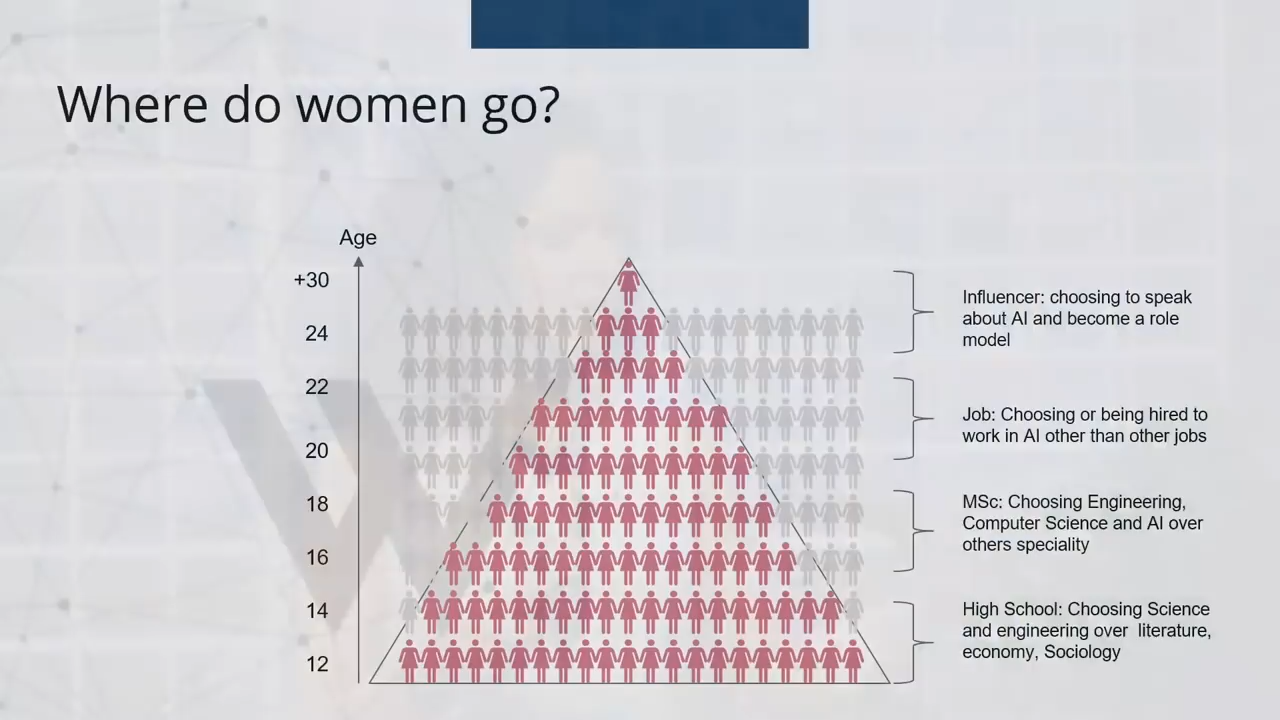 Where do women go?
Age
+30
24
22
20
18
16
14
12
Influencer: choosing to speak
about AI and become a role
model
Job: Choosing or being hired to
work in AI other than other jobs
MSc: Choosing Engineering,
Computer Science and AI over
others speciality
High School: Choosing Science
and engineering over literature,
economy, Sociology